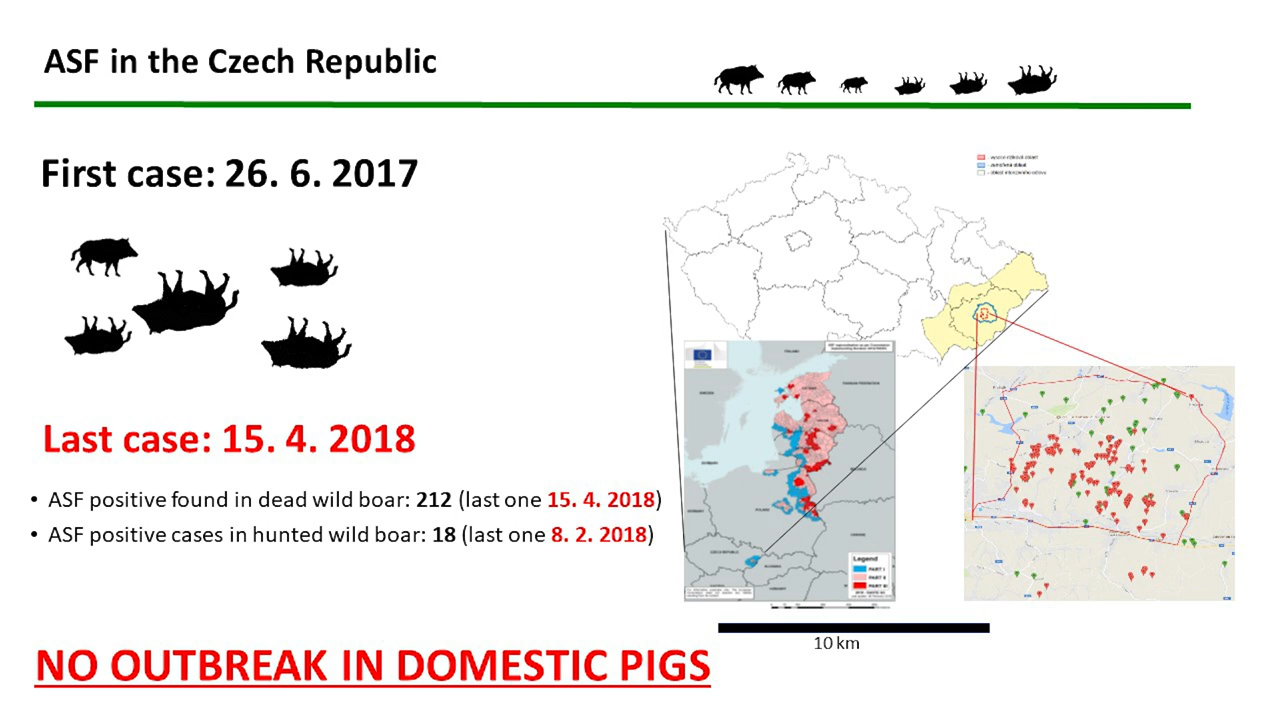 ASF in the Czech Republic
First case: 26. 6. 2017
Last case: 15. 4. 2018
• ASF positive found in dead wild boar: 212 (last one 15. 4. 2018)
• ASF positive cases in hunted wild boar: 18 (last one 8. 2. 2018)
NO OUTBREAK IN DOMESTIC PIGS
Legend
PART I
PART II
PART III
10 km